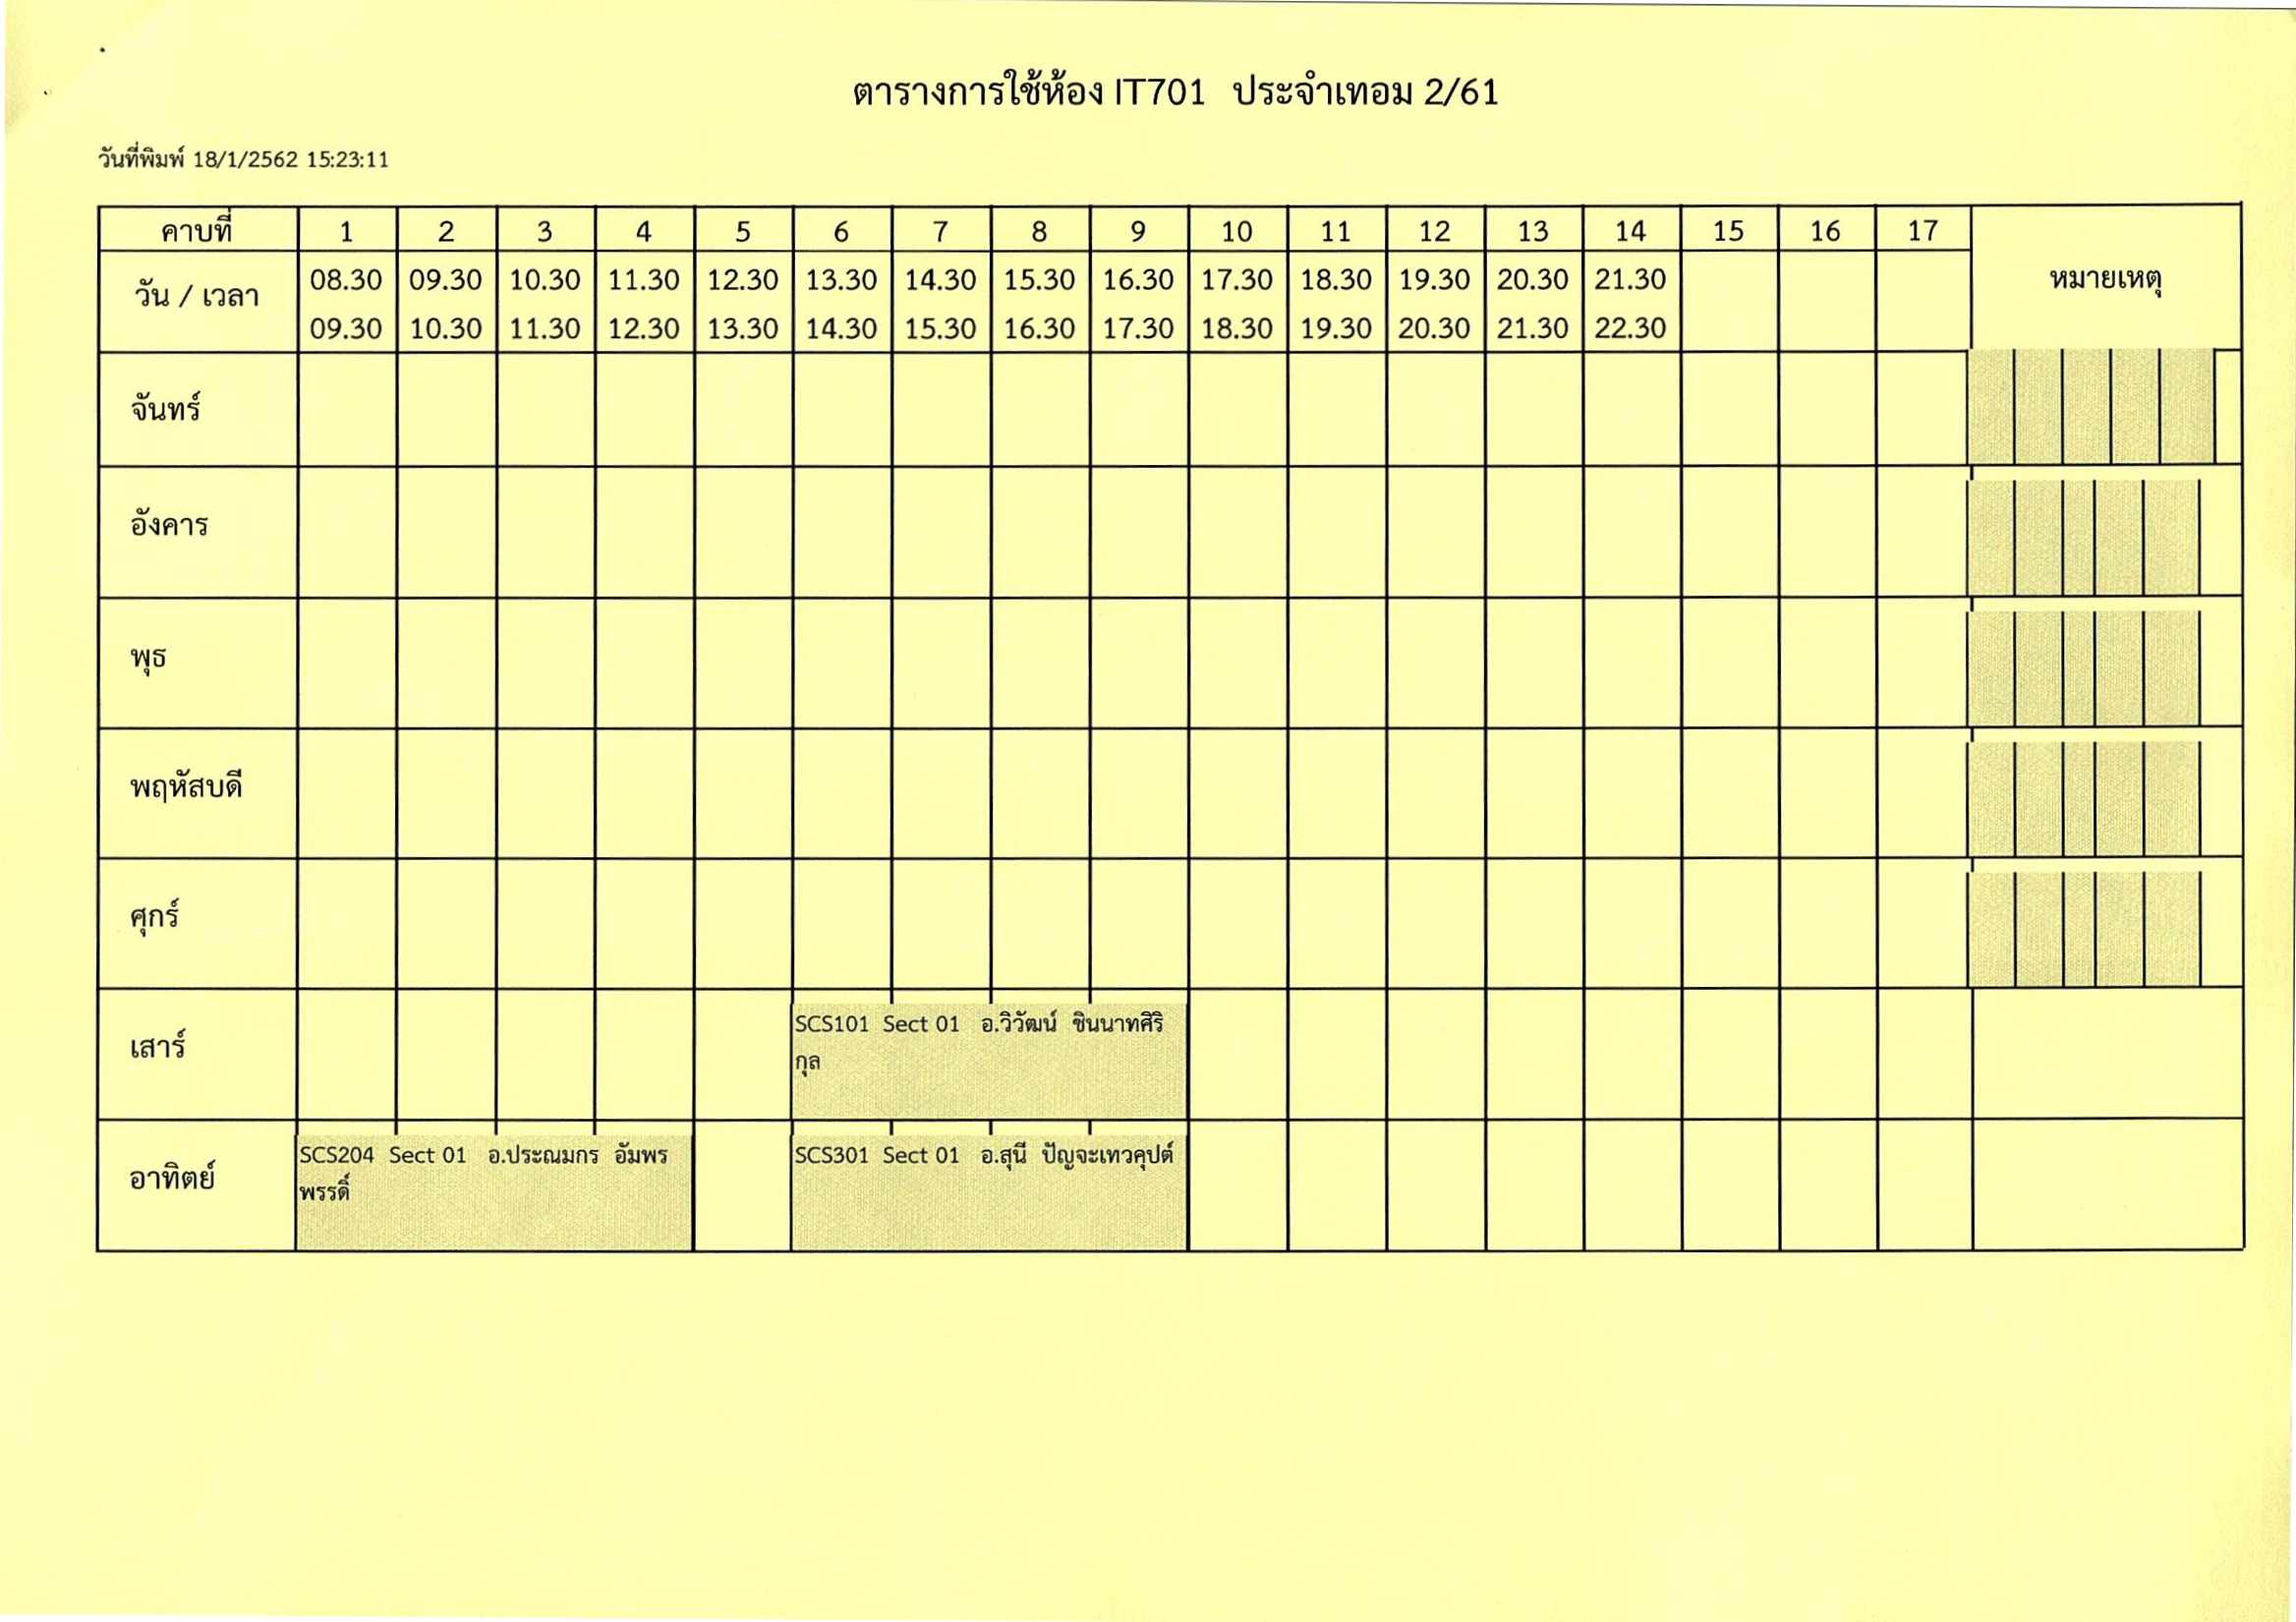 ตารางการใช้ห้อง IT701 ประจำเทอม 2/61
วันที่พิมพ์ 18/1/2562 15:23:11
คาบที่ 1 2 3 4 5 6 7 8 9 10 11 12 13 14 15 16 17
วัน / เวลา 08.30 09.30 10.30 11.30 12.30 13.30 14.30 15.30 16.30 17.30 18.30 19.30 20.30 21.30 หมายเหตุ
09.30 10.30 11.30 12.30 13.30 14.30 15.30 16.30 17.30 18.30 19.30 20.30 21.30 22.30
จันทร์
อังคาร
พุธ
พฤหัสบดี
ศุกร์
เสาร์ SCS101 Sect 01 อ.วิวัฒน์ ชินนาทศิริ
กุล
อาทิตย์ SCS204 Sect 01 อ.ประณมกร อัมพร SCS301 Sect 01 อ.สุนี ปัญจะเทวคุปต์
พรรดิ์